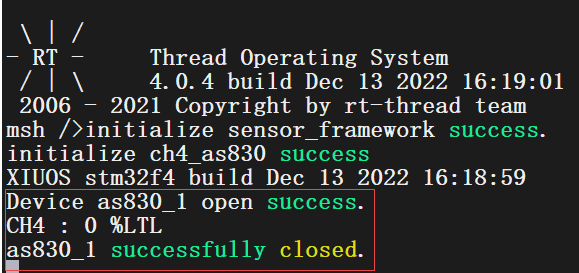 \ | /
- RT -     Thread Operating System
/ | \     4.0.4 build Dec 13 2022 16:19:01
2006 - 2021 Copyright by rt-thread team
msh />initialize sensor_framework success.
initialize ch4_as830 success
XIUOS stm32f4 build Dec 13 2022 16:18:59
Device as830_1 open success.
CH4 : 0 %LTL
as830_1 successfully closed.